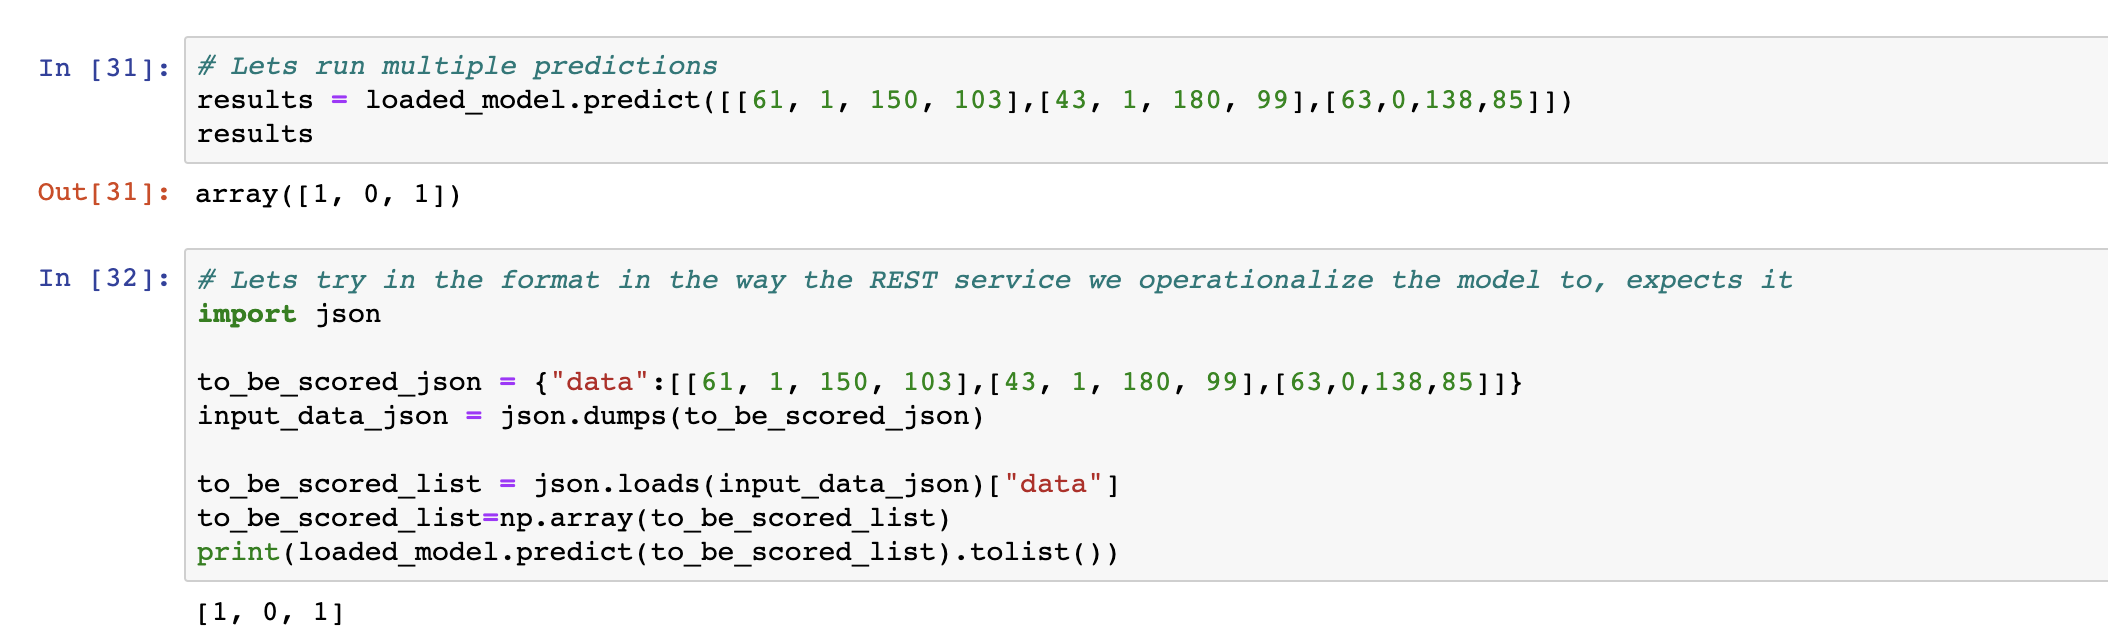 In [31]: # Lets run multiple predictions
results = loaded_model.predict([[61, 1, 150, 103],[43, 1, 180, 99],[63,0,138,85]])
results
Out[31]: array([1, 0, 1])
In [32]: # Lets try in the format in the way the REST service we operationalize the model to, expects it
import json
to_be_scored_json = {"data":[[61, 1, 150, 103],[43, 1, 180, 99],[63,0,138,85]]}
input_data_json = json.dumps(to_be_scored_json)
to_be_scored_list = json.loads(input_data_json)["data"]
to_be_scored_list=np.array(to_be_scored_list)
print(loaded_model.predict(to_be_scored_list).tolist())
[1, 0, 1]